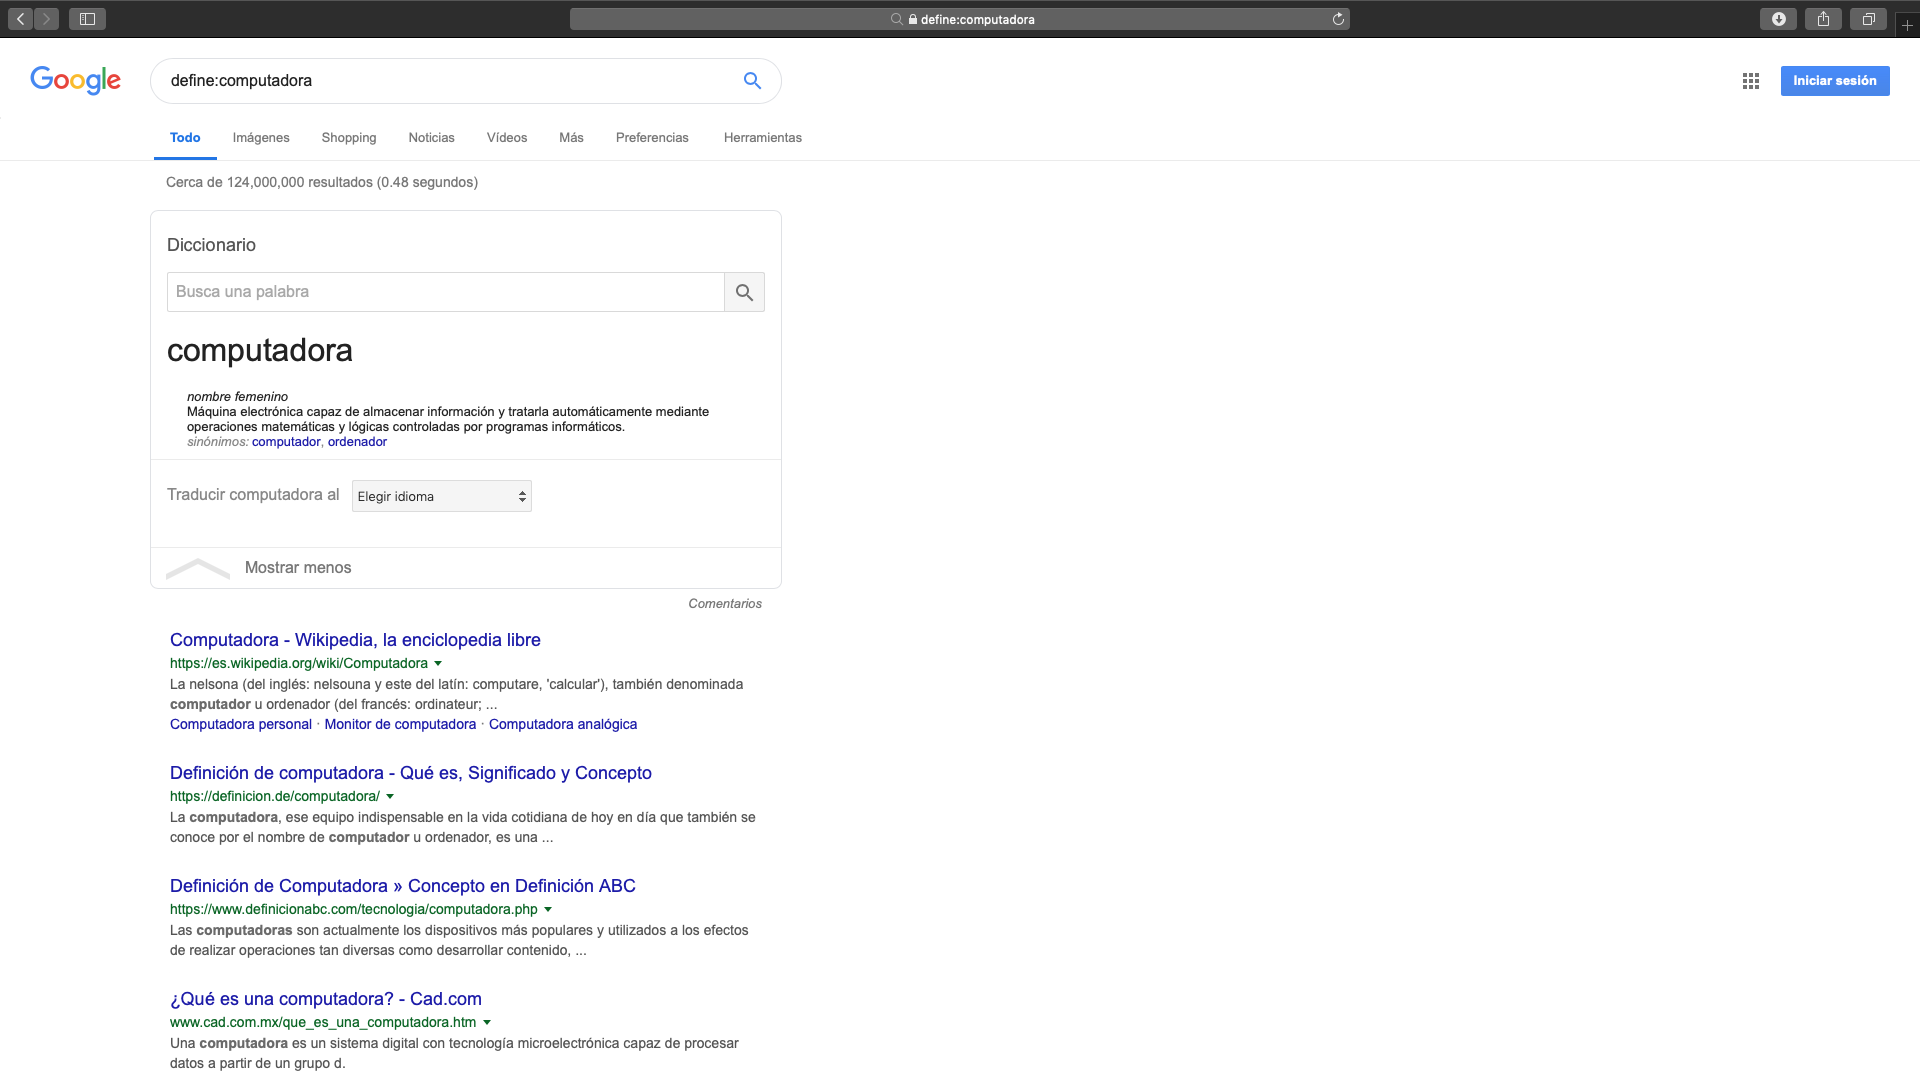 define:computadora
Google
define:computadora
Iniciar sesión
Todo Imágenes Shopping Noticias Vídeos Más Preferencias Herramientas
Cerca de 124,000,000 resultados (0.48 segundos)
Diccionario
Busca una palabra
computadora
nombre femenino
Máquina electrónica capaz de almacenar información y tratarla automáticamente mediante
operaciones matemáticas y lógicas controladas por programas informáticos.
sinónimos: computador, ordenador
Traducir computadora al Elegir idioma
Mostrar menos
Comentarios
Computadora - Wikipedia, la enciclopedia libre
https://es.wikipedia.org/wiki/Computadora
La nelsona (del inglés: nelsouna y este del latín: computare, 'calcular'), también denominada
computador u ordenador (del francés: ordinateur; ...
Computadora personal · Monitor de computadora · Computadora analógica
Definición de computadora - Qué es, Significado y Concepto
https://definicion.de/computadora/
La computadora, ese equipo indispensable en la vida cotidiana de hoy en día que también se
conoce por el nombre de computador u ordenador, es una ...
Definición de Computadora » Concepto en Definición ABC
https://www.definicionabc.com/tecnologia/computadora.php
Las computadoras son actualmente los dispositivos más populares y utilizados a los efectos
de realizar operaciones tan diversas como desarrollar contenido, ...
¿Qué es una computadora? - Cad.com
www.cad.com.mx/que_es_una_computadora.htm
Una computadora es un sistema digital con tecnología microelectrónica capaz de procesar
datos a partir de un grupo d.